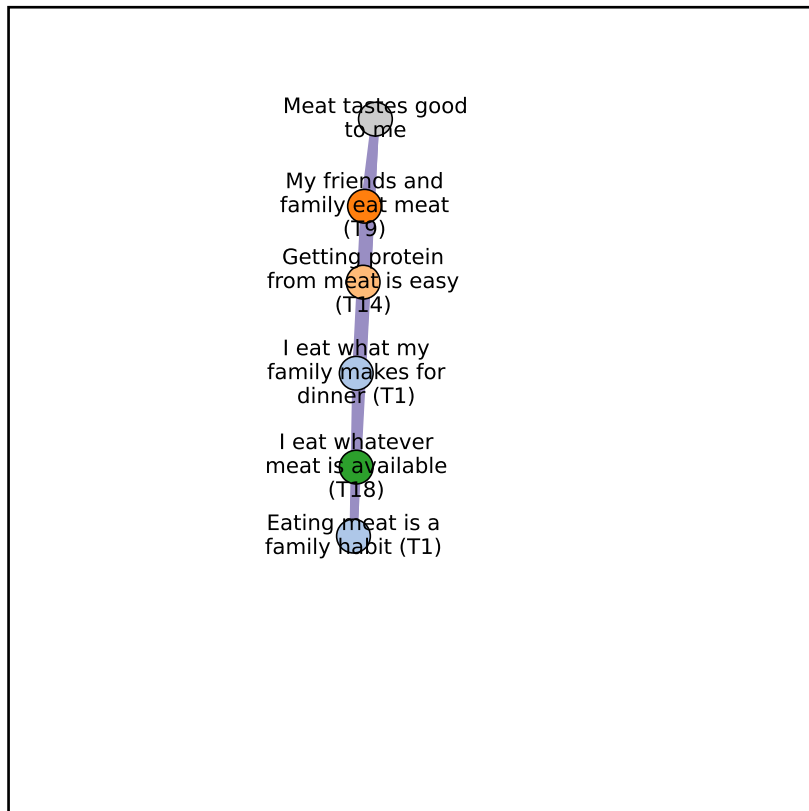 Meat tastes good
to me
My friends and
family eat meat
(T9)
Getting protein
from meat is easy
(T14)
I eat what my
family makes for
dinner (T1)
I eat whatever
meat is available
(T18)
Eating meat is a
family habit (T1)